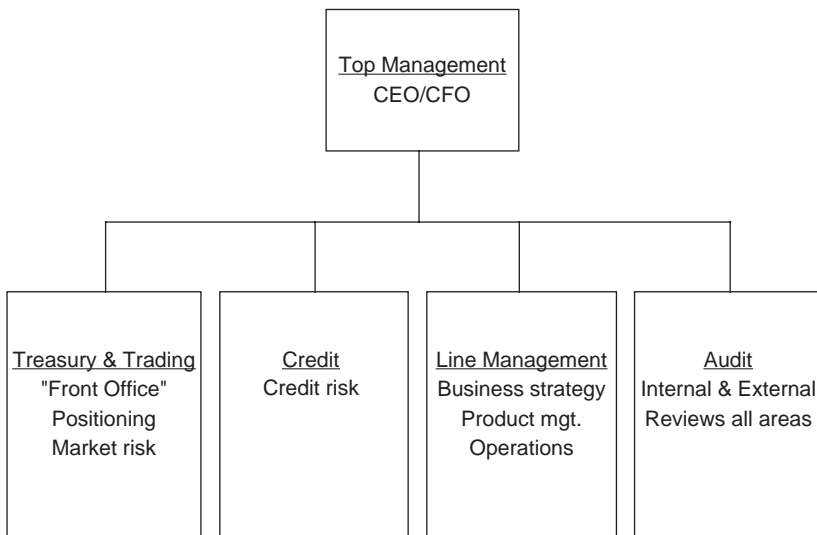 Top Management
CEO/CFO
Treasury & Trading
"Front Office"
Positioning
Market risk
Credit
Credit risk
Line Management
Business strategy
Product mgt.
Operations
Audit
Internal & External
Reviews all areas